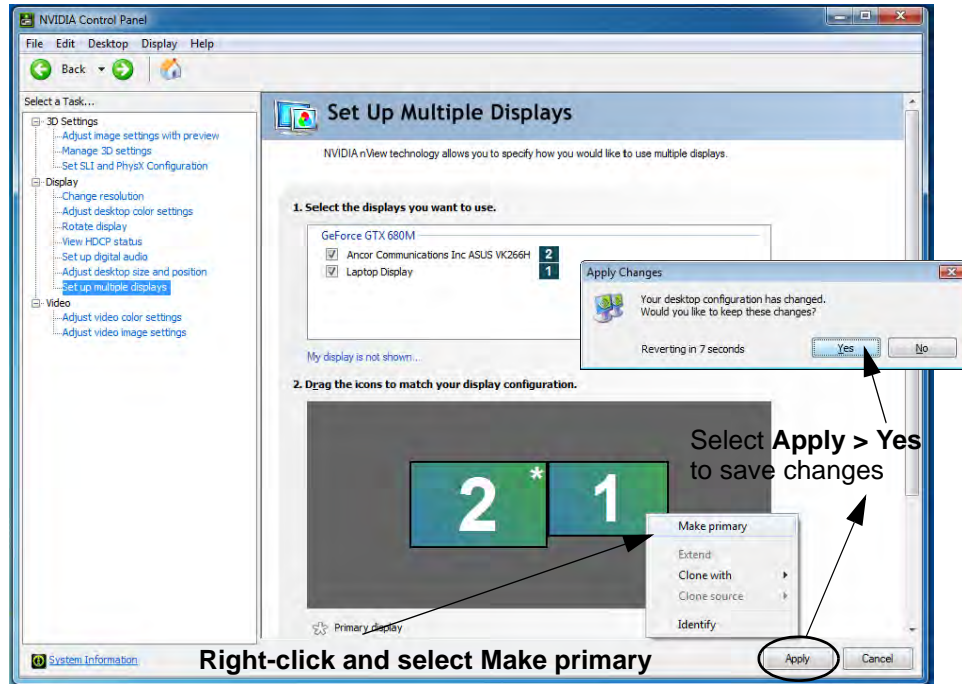 NVIDIA Control Panel
File Edit Desktop Display Help
Back
Select a Task...
3D Settings
Adjust image settings with preview
Manage 3D settings
Set SLI and PhysX Configuration
Display
Change resolution
Adjust desktop color settings
Rotate display
View HDCP status
Set up digital audio
Adjust desktop size and position
Set up multiple displays
Video
Adjust video color settings
Adjust video image settings
System Information
Set Up Multiple Displays
NVIDIA nView technology allows you to specify how you would like to use multiple displays.
1. Select the displays you want to use.
GeForce GTX 680M
Ancor Communications Inc ASUS VK266H 2
Laptop Display 1
My display is not shown...
Apply Changes
Your desktop configuration has changed.
Would you like to keep these changes?
Reverting in 7 seconds
Yes
No
2. Drag the icons to match your display configuration.
Select Apply > Yes
to save changes
2 *
1
Make primary
Extend
Clone with
Clone source
Identify
Primary display
Right-click and select Make primary
Apply
Cancel